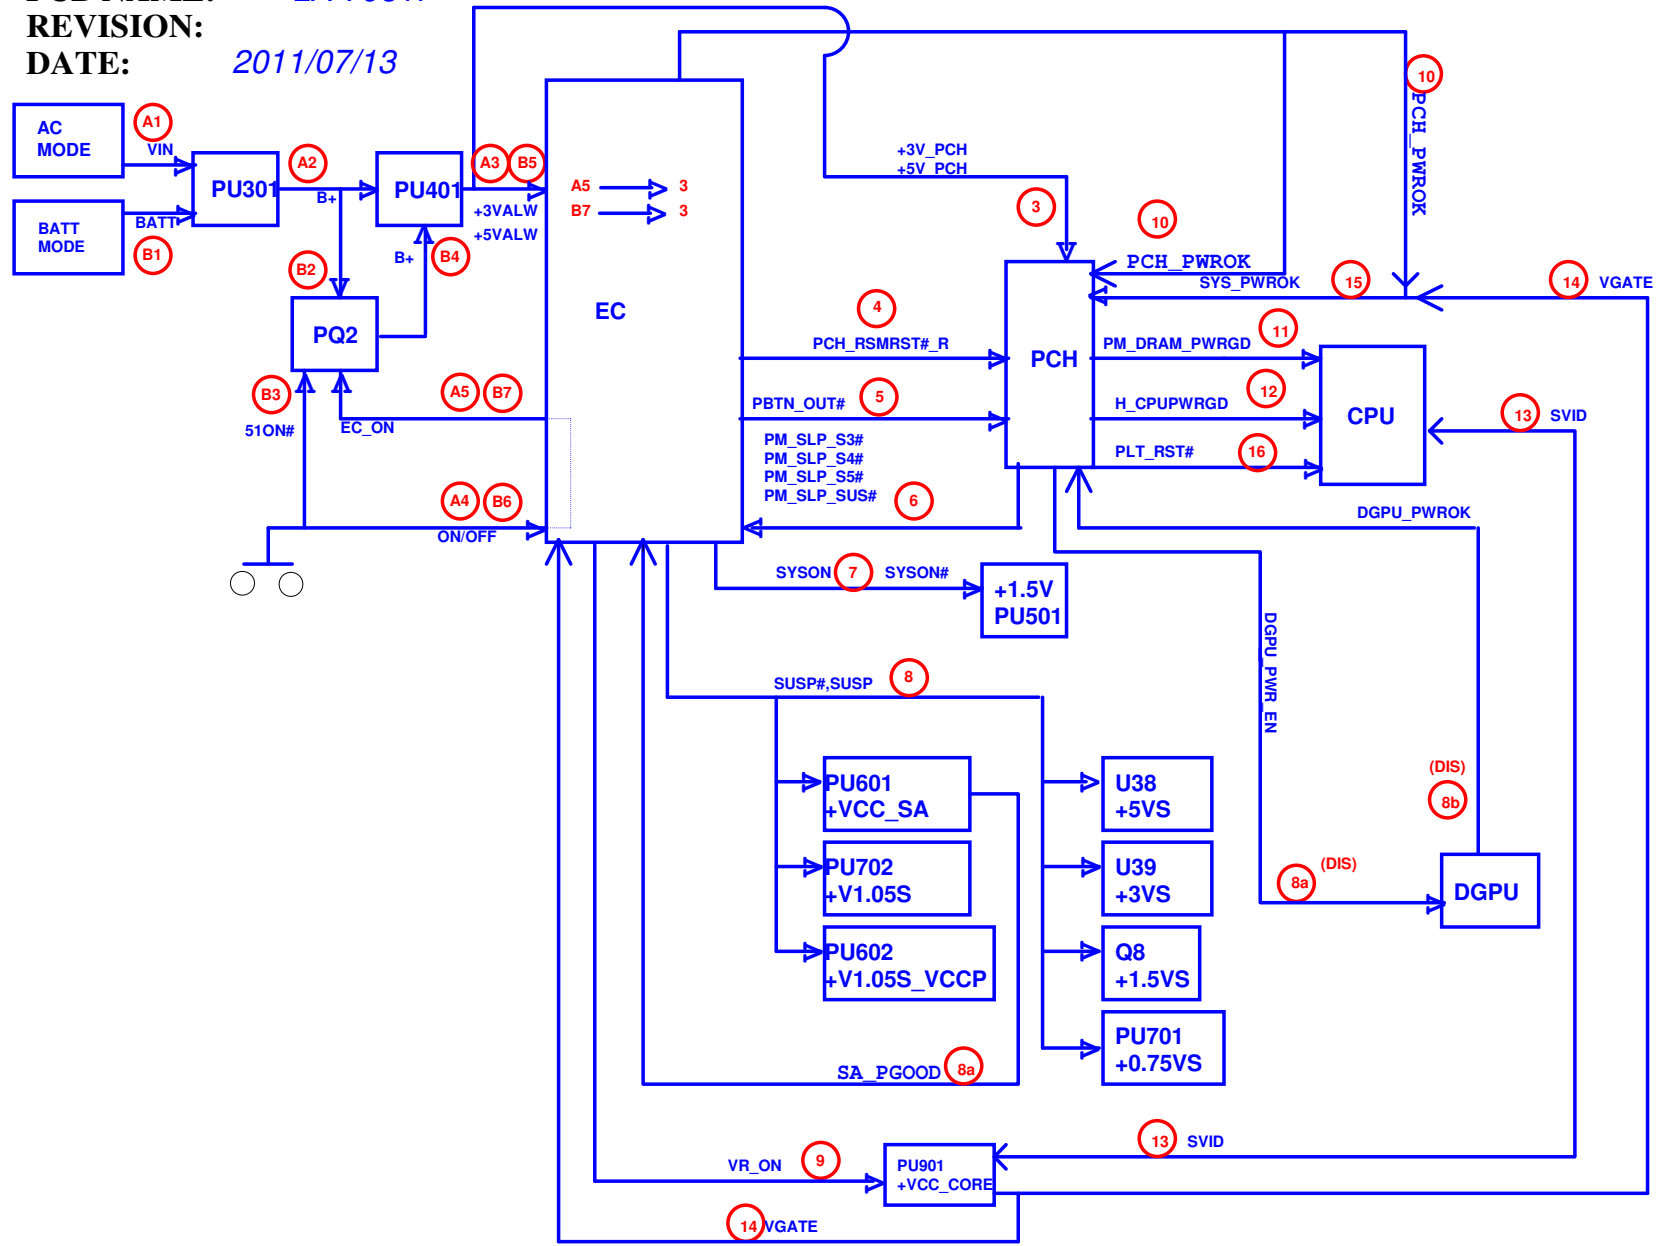 REVISION:
DATE: 2011/07/13
AC
MODE
A1
VIN
BATT
MODE
BATT
B1
PU301
A2
B+
PU401
A3 B5
+3VALW
+5VALW
B2
B+
B4
PQ2
B3
51ON#
A5 B7
EC_ON
A4 B6
ON/OFF
A5 3
B7 3
EC
+3V_PCH
+5V_PCH
3
10
PCH_PWROK
10
PCH_PWROK
SYS_PWROK
15
14
VGATE
4
PCH_RSMRST#_R
PCH
11
PM_DRAM_PWRGD
5
PBTN_OUT#
12
H_CPUPWRGD
CPU
13
SVID
PM_SLP_S3#
PM_SLP_S4#
PM_SLP_S5#
PM_SLP_SUS#
6
PLT_RST#
16
DGPU_PWROK
SYSON 7 SYSON#
+1.5V
PU501
DGPU_PWR_EN
SUSP#,SUSP
8
PU601
+VCC_SA
PU702
+V1.05S
PU602
+V1.05S_VCCP
U38
+5VS
U39
+3VS
Q8
+1.5VS
PU701
+0.75VS
(DIS)
8b
(DIS)
8a
DGPU
SA_PGOOD
8a
13
SVID
VR_ON
9
PU901
+VCC_CORE
14
VGATE